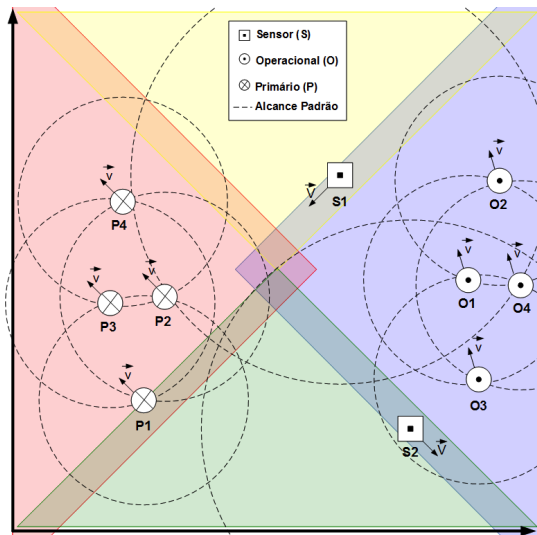 Sensor (S)
Operacional (O)
Primário (P)
Alcance Padrão
v
v
S1
O2
v
P4
v
v
v
v
O1
O4
P3
P2
v
v
P1
O3
S2
V